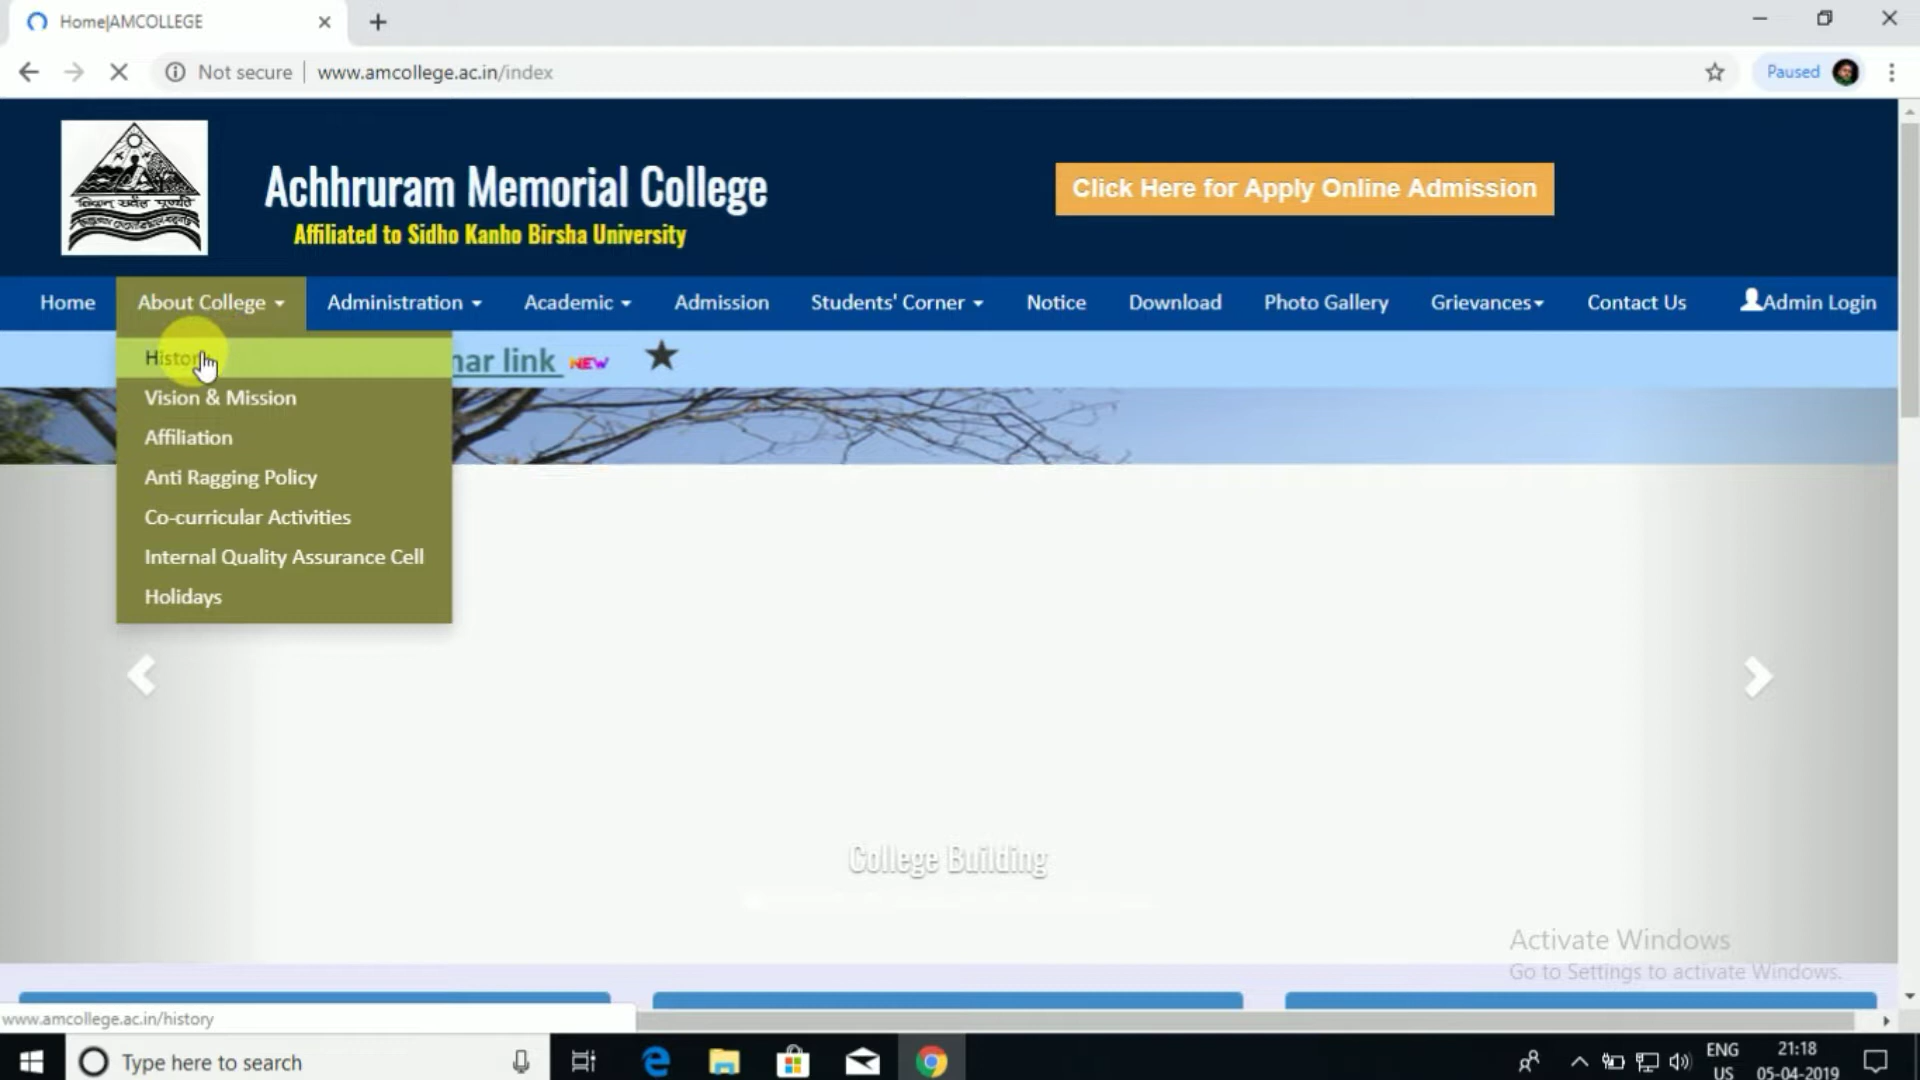 Home|AMCOLLEGE
Not secure
www.amcollege.ac.in/index
Paused
Achhruram Memorial College
Affiliated to Sidho Kanho Birsha University
Click Here for Apply Online Admission
Home
About College
Administration
Academic
Admission
Students' Corner
Notice
Download
Photo Gallery
Grievances
Contact Us
Admin Login
History
link NEW
Vision & Mission
Affiliation
Anti Ragging Policy
Co-curricular Activities
Internal Quality Assurance Cell
Holidays
College Building
Activate Windows
Go to Settings to activate Windows.
www.amcollege.ac.in/history
Type here to search
ENG
US
21:18
05-04-2019